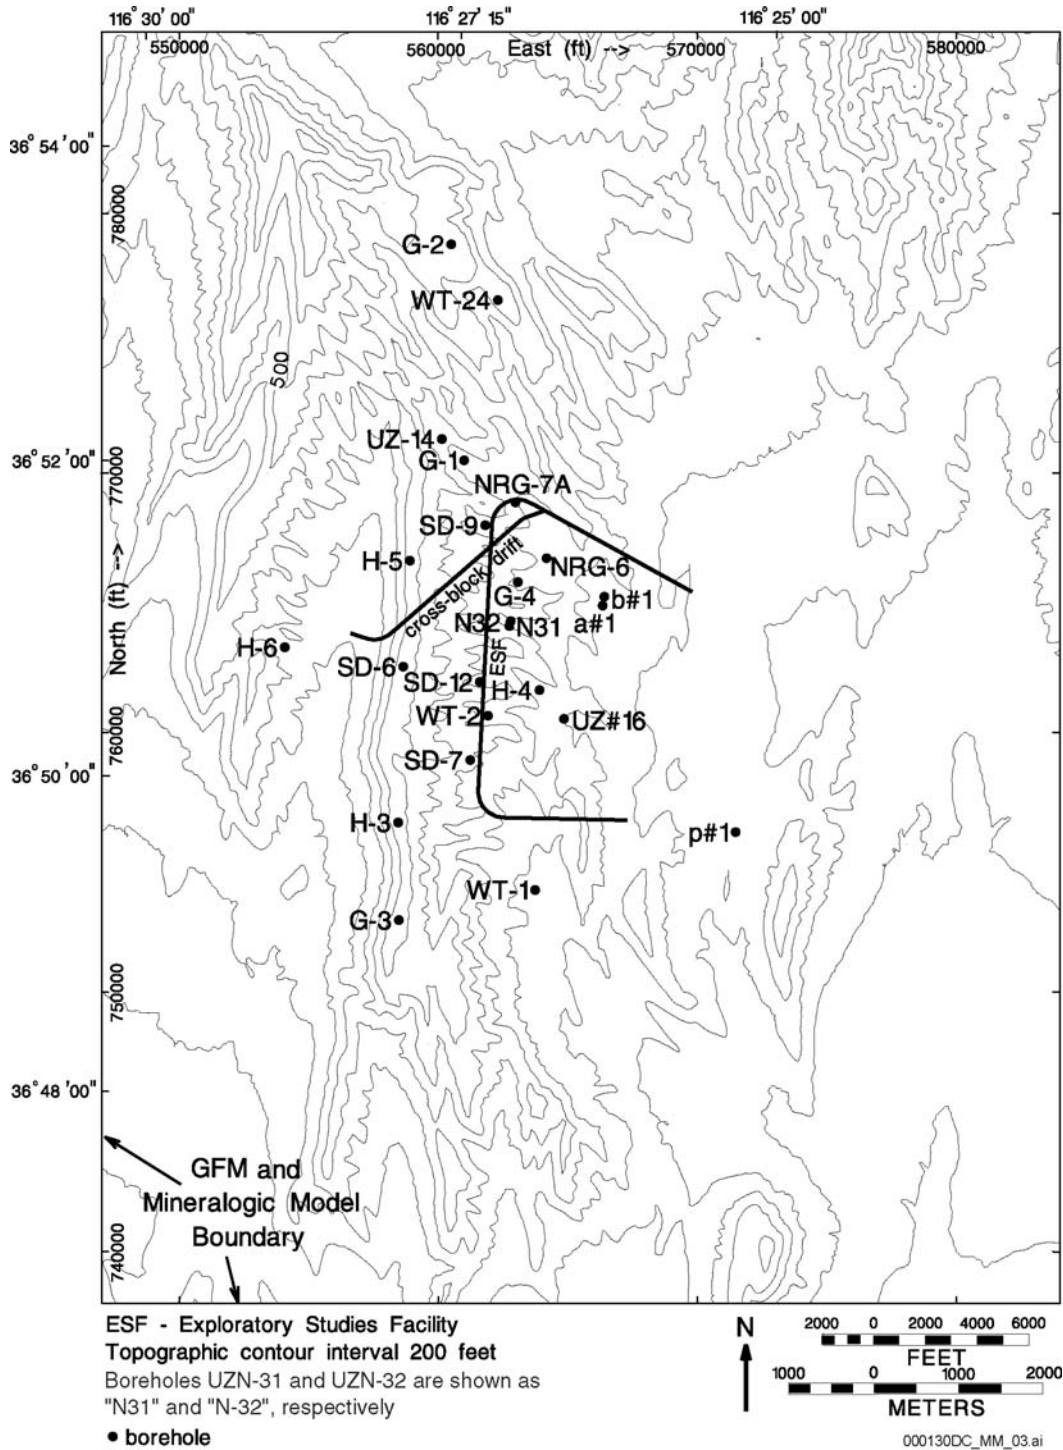 116° 30' 00" 116° 27' 15" 116° 25' 00"
550000 560000 East (ft) --> 570000 580000
36° 54' 00"
780000
G-2
WT-24
500
UZ-14
36° 52' 00"
G-1
770000
NRG-7A
SD-9
cross-block drift
H-5
NRG-6
G-4
b#1
North (ft) -->
N32
N31
a#1
H-6
ESF
SD-6
SD-12
H-4
WT-2
UZ#16
760000
SD-7
36° 50' 00"
H-3
p#1
WT-1
G-3
750000
36° 48' 00"
GFM and
Mineralogic Model
Boundary
740000
ESF - Exploratory Studies Facility
Topographic contour interval 200 feet
Boreholes UZN-31 and UZN-32 are shown as
"N31" and "N-32", respectively
• borehole
N
2000 0 2000 4000 6000
FEET
1000 0 1000 2000
METERS
000130DC_MM_03.ai